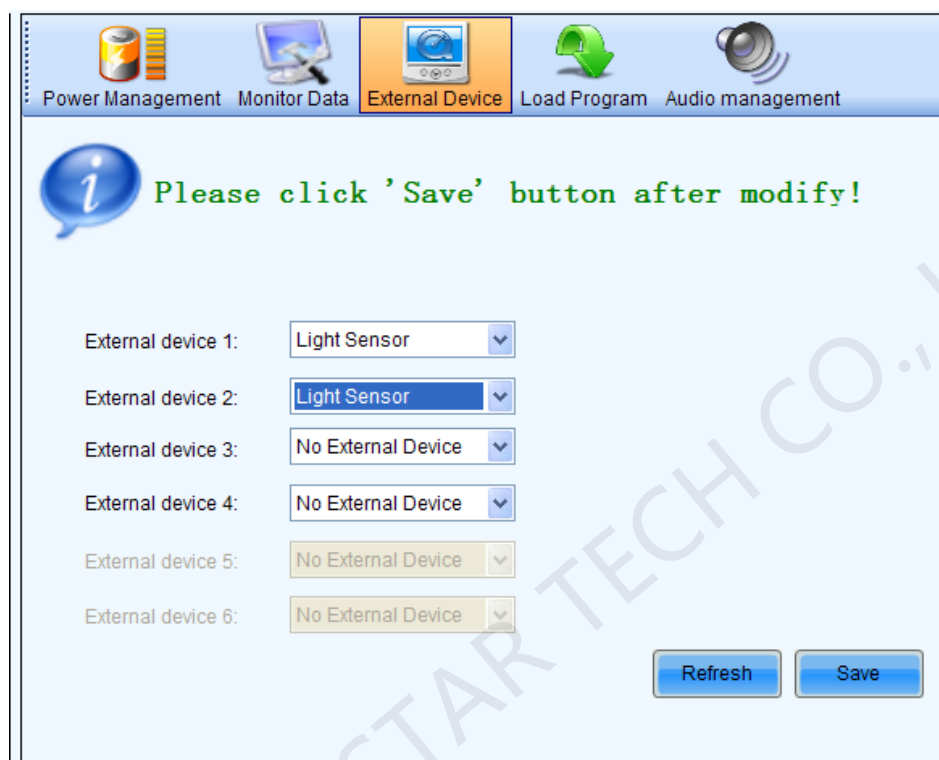 Power Management Monitor Data External Device Load Program Audio management
Please click 'Save' button after modify!
External device 1: Light Sensor
External device 2: Light Sensor
External device 3: No External Device
External device 4: No External Device
External device 5: No External Device
External device 6: No External Device
Refresh Save
STAR TECH CO.,